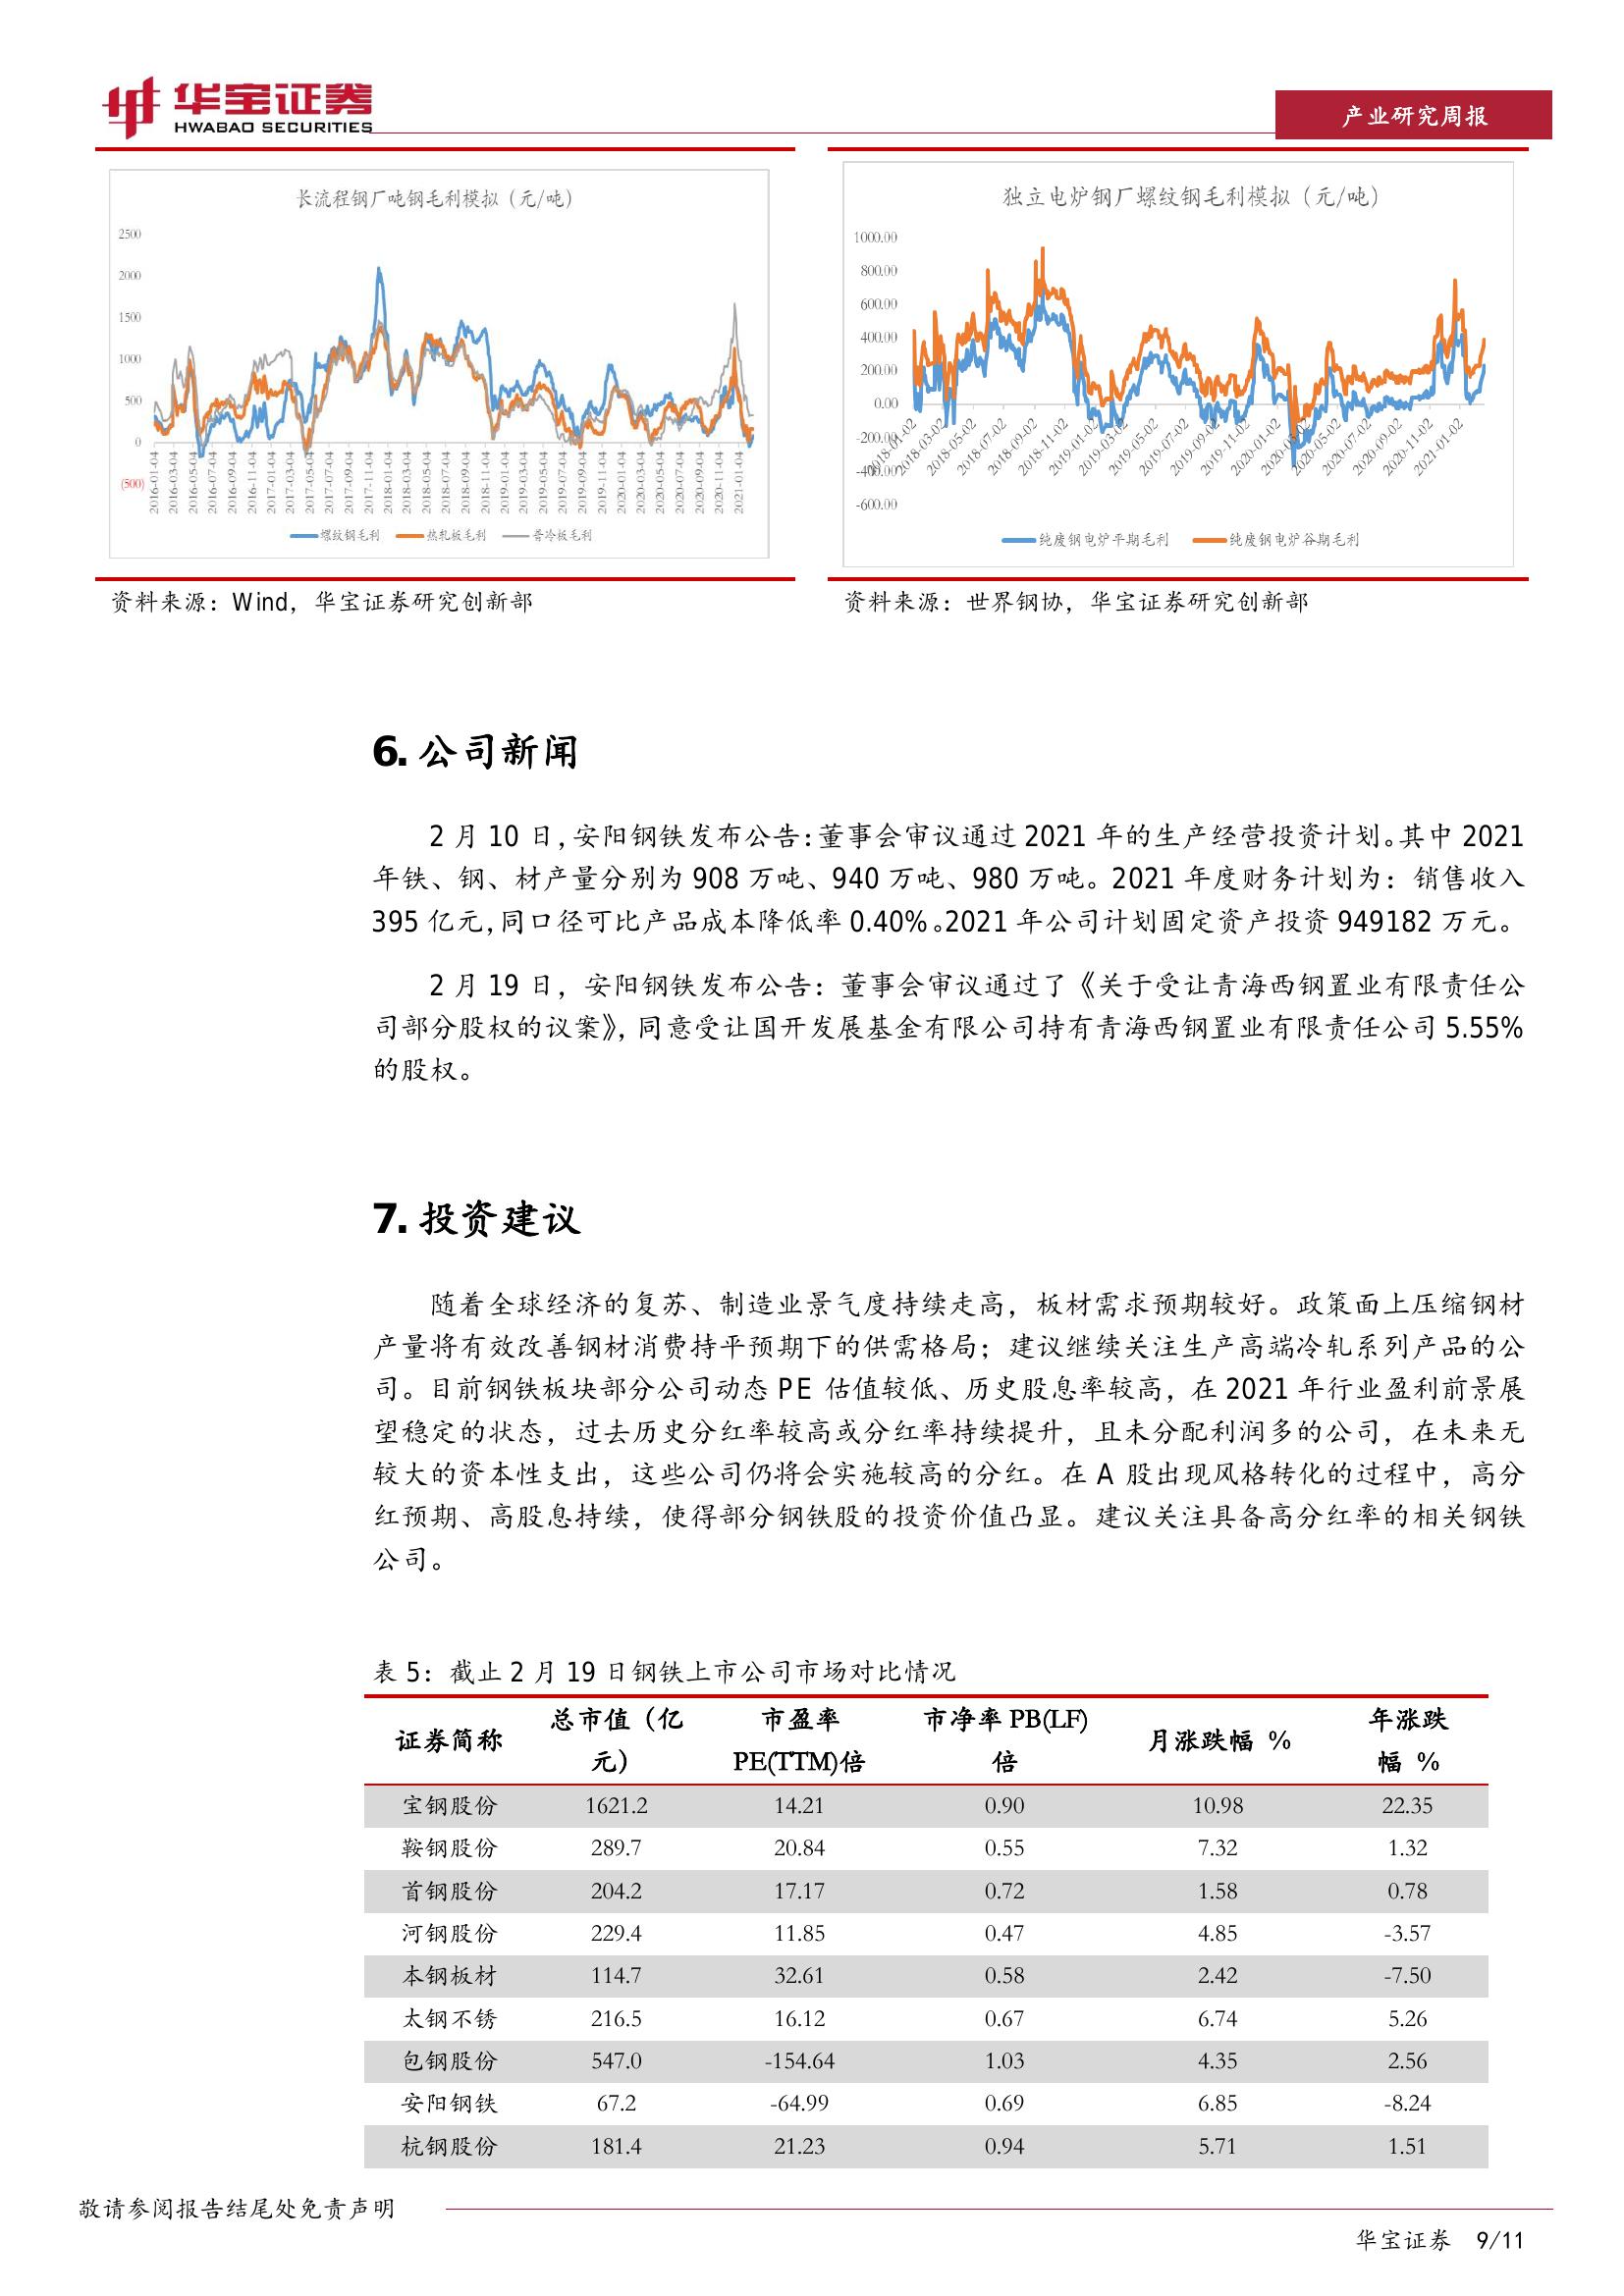 华宝证券
HWABAO SECURITIES
产业研究周报
长流程钢厂吨钢毛利模拟（元/吨）
2500
2000
1500
1000
500
0
(500)
2016-01-04 2016-03-04 2016-05-04 2016-07-04 2016-09-04 2016-11-04 2017-01-04 2017-03-04 2017-05-04 2017-07-04 2017-09-04 2017-11-04 2018-01-04 2018-03-04 2018-05-04 2018-07-04 2018-09-04 2018-11-04 2019-01-04 2019-03-04 2019-05-04 2019-07-04 2019-09-04 2019-11-04 2020-01-04 2020-03-04 2020-05-04 2020-07-04 2020-09-04 2020-11-04 2021-01-04
螺纹钢毛利 热轧板毛利 普冷板毛利
独立电炉钢厂螺纹钢毛利模拟（元/吨）
1000.00
800.00
600.00
400.00
200.00
0.00
-200.00
-400.00
-600.00
2018-01-02 2018-03-02 2018-05-02 2018-07-02 2018-09-02 2018-11-02 2019-01-02 2019-03-02 2019-05-02 2019-07-02 2019-09-02 2019-11-02 2020-01-02 2020-03-02 2020-05-02 2020-07-02 2020-09-02 2020-11-02 2021-01-02
纯废钢电炉平期毛利 纯废钢电炉谷期毛利
资料来源：Wind，华宝证券研究创新部
资料来源：世界钢协，华宝证券研究创新部
6. 公司新闻
2 月 10 日，安阳钢铁发布公告：董事会审议通过 2021 年的生产经营投资计划。其中 2021
年铁、钢、材产量分别为 908 万吨、940 万吨、980 万吨。2021 年度财务计划为：销售收入
395 亿元，同口径可比产品成本降低率 0.40%。2021 年公司计划固定资产投资 949182 万元。
2 月 19 日，安阳钢铁发布公告：董事会审议通过了《关于受让青海西钢置业有限责任公
司部分股权的议案》，同意受让国开发展基金有限公司持有青海西钢置业有限责任公司 5.55%
的股权。
7. 投资建议
随着全球经济的复苏、制造业景气度持续走高，板材需求预期较好。政策面上压缩钢材
产量将有效改善钢材消费持平预期下的供需格局；建议继续关注生产高端冷轧系列产品的公
司。目前钢铁板块部分公司动态 PE 估值较低、历史股息率较高，在 2021 年行业盈利前景展
望稳定的状态，过去历史分红率较高或分红率持续提升，且未分配利润多的公司，在未来无
较大的资本性支出，这些公司仍将会实施较高的分红。在 A 股出现风格转化的过程中，高分
红预期、高股息持续，使得部分钢铁股的投资价值凸显。建议关注具备高分红率的相关钢铁
公司。
表 5：截止 2 月 19 日钢铁上市公司市场对比情况
证券简称 总市值（亿元） 市盈率 PE(TTM)倍 市净率 PB(LF)倍 月涨跌幅 % 年涨跌幅 %
宝钢股份 1621.2 14.21 0.90 10.98 22.35
鞍钢股份 289.7 20.84 0.55 7.32 1.32
首钢股份 204.2 17.17 0.72 1.58 0.78
河钢股份 229.4 11.85 0.47 4.85 -3.57
本钢板材 114.7 32.61 0.58 2.42 -7.50
太钢不锈 216.5 16.12 0.67 6.74 5.26
包钢股份 547.0 -154.64 1.03 4.35 2.56
安阳钢铁 67.2 -64.99 0.69 6.85 -8.24
杭钢股份 181.4 21.23 0.94 5.71 1.51
敬请参阅报告结尾处免责声明
华宝证券 9/11